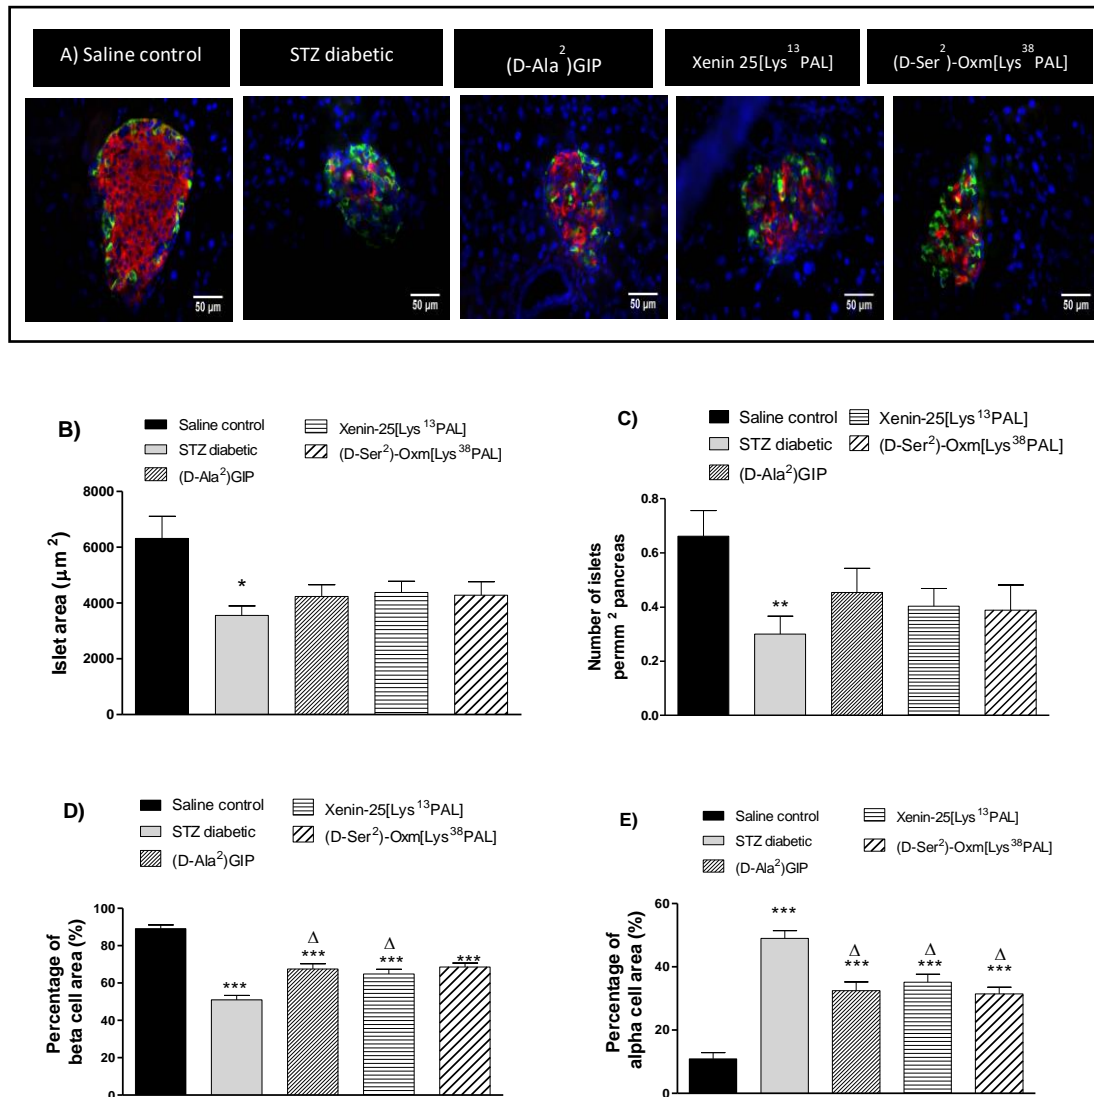 A) Saline control
STZ diabetic
(D-Ala²)GIP
Xenin 25[Lys¹³PAL]
(D-Ser²)-Oxm[Lys³⁸PAL]
50 µm
50 µm
50 µm
50 µm
50 µm
B)
Saline control
STZ diabetic
(D-Ala²)GIP
Xenin-25[Lys¹³PAL]
(D-Ser²)-Oxm[Lys³⁸PAL]
Islet area (μm²)
8000
6000
4000
2000
0
*
C)
Saline control
STZ diabetic
(D-Ala²)GIP
Xenin-25[Lys¹³PAL]
(D-Ser²)-Oxm[Lys³⁸PAL]
Number of islets
permm² pancreas
0.8
0.6
0.4
0.2
0.0
**
D)
Saline control
STZ diabetic
(D-Ala²)GIP
Xenin-25[Lys¹³PAL]
(D-Ser²)-Oxm[Lys³⁸PAL]
Percentage of
beta cell area (%)
100
80
60
40
20
0
***
Δ
***
Δ
***
***
E)
Saline control
STZ diabetic
(D-Ala²)GIP
Xenin-25[Lys¹³PAL]
(D-Ser²)-Oxm[Lys³⁸PAL]
Percentage of
alpha cell area (%)
60
40
20
0
***
Δ
***
Δ
***
Δ
***